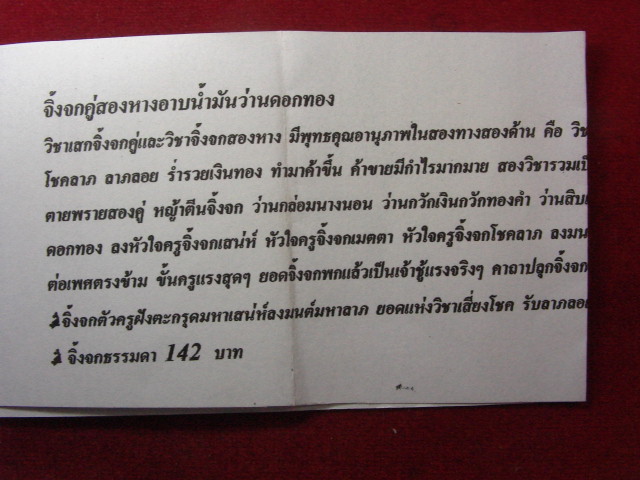 จิ้งจกคู่สองหางอาบน้ำมันว่านดอกทอง
วิชาเสกจิ้งจกคู่และวิชาจิ้งจกสองหาง มีพุทธคุณอานุภาพในสองทางสองด้าน คือ วิช
โชคลาภ ลาภลอย ร่ำรวยเงินทอง ทำมาค้าขึ้น ค้าขายมีกำไรมากมาย สองวิชารวมเป็
ตายพรายสองคู่ หญ้าตีนจิ้งจก ว่านกล่อมนางนอน ว่านกวักเงินกวักทองคำ ว่านสิบ
ดอกทอง ลงหัวใจครูจิ้งจกเสน่ห์ หัวใจครูจิ้งจกเมตตา หัวใจครูจิ้งจกโชคลาภ ลงมน
ต่อเพศตรงข้าม ขั้นครูแรงสุดๆ ยอดจิ้งจกพกแล้วเป็นเจ้าชู้แรงจริงๆ คาถาปลุกจิ้งจก
จิ้งจกตัวครูฝังตะกรุดมหาเสน่ห์ลงมนต์มหาลาภ ยอดแห่งวิชาเสี่ยงโชค รับลาภลอ
จิ้งจกธรรมดา 142 บาท